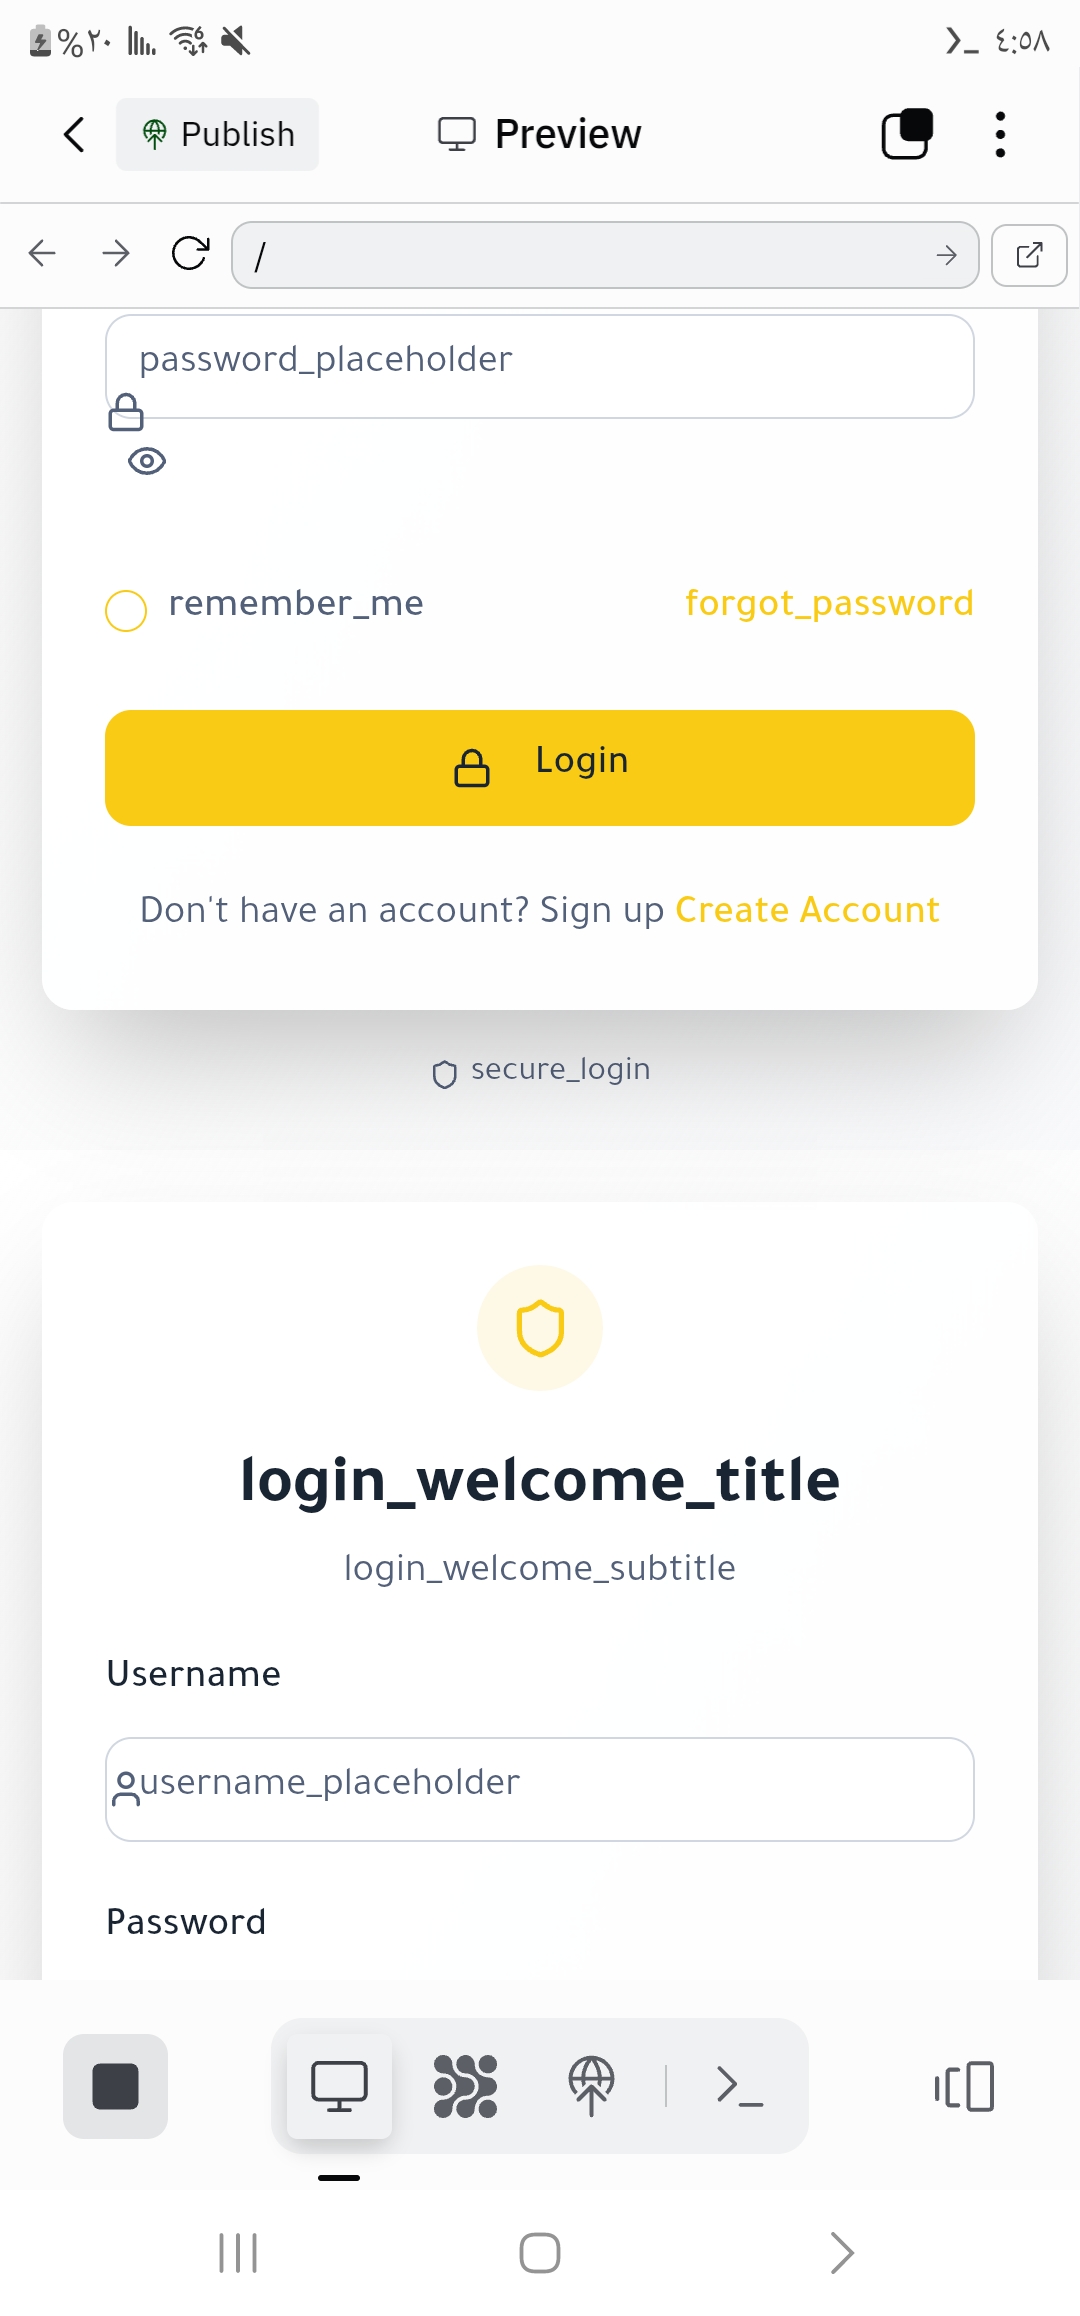 %٢٠
6
٤:٥٨
Publish
Preview
/
password_placeholder
remember_me
forgot_password
Login
Don't have an account? Sign up Create Account
secure_login
login_welcome_title
login_welcome_subtitle
Username
username_placeholder
Password